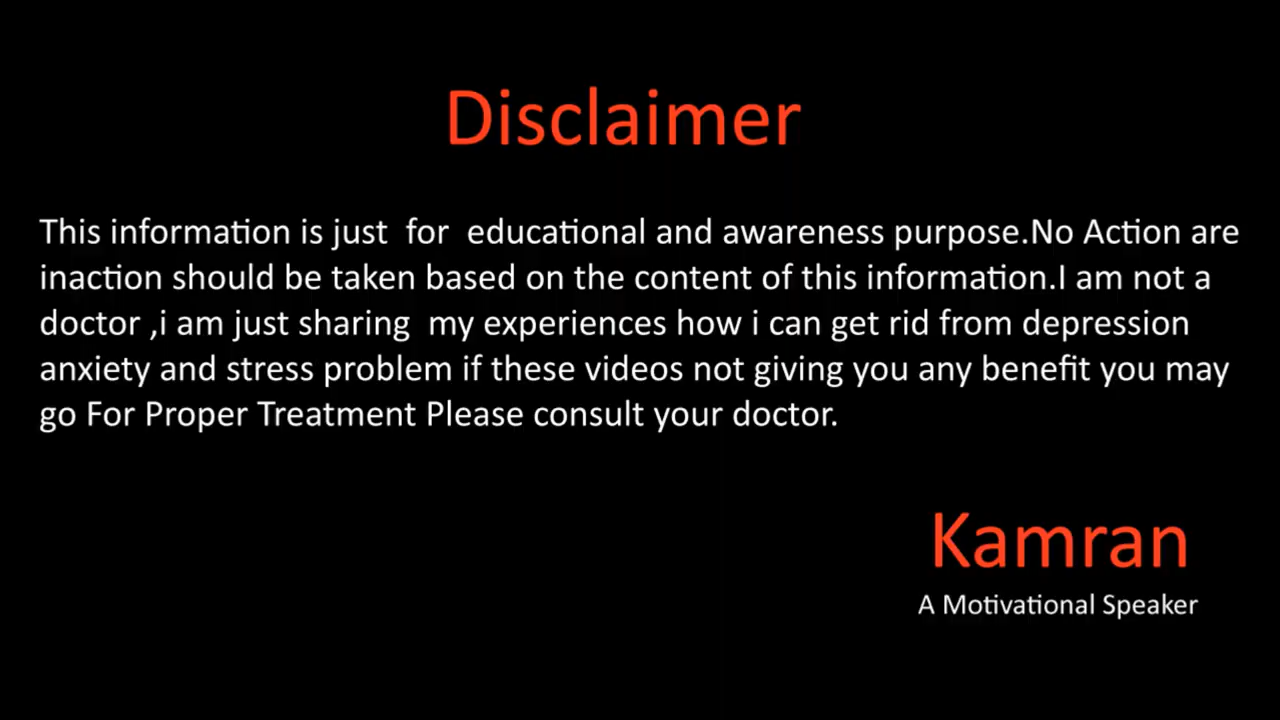 Disclaimer
This information is just  for  educational and awareness purpose.No Action are
inaction should be taken based on the content of this information.I am not a
doctor ,i am just sharing  my experiences how i can get rid from depression
anxiety and stress problem if these videos not giving you any benefit you may
go For Proper Treatment Please consult your doctor.
Kamran
A Motivational Speaker